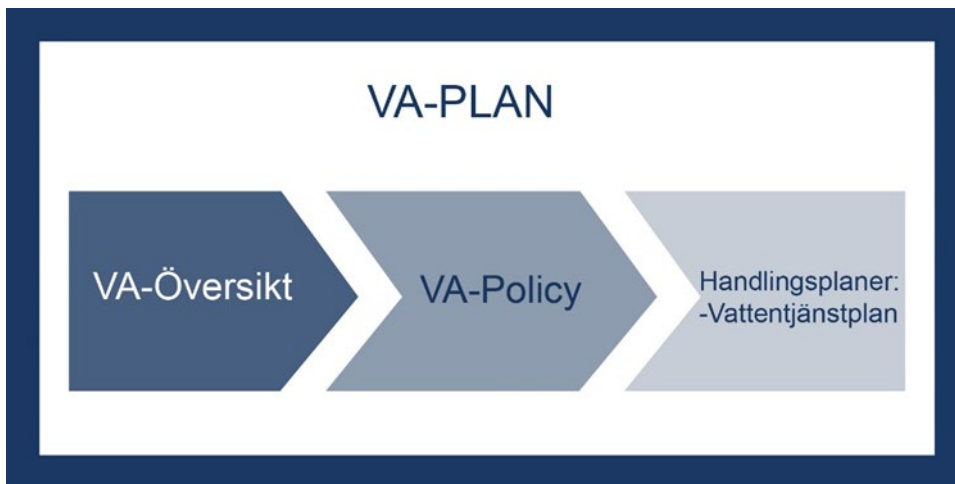 VA-PLAN
VA-Översikt
VA-Policy
Handlingsplaner:
-Vattentjänstplan